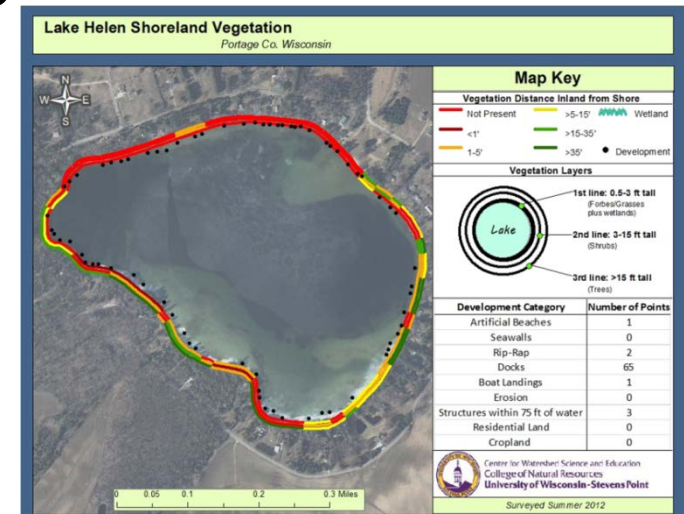 Lake Helen Shoreland Vegetation
Portage Co. Wisconsin
N
W E
S
0 0.05 0.1 0.2 0.3 Miles
Map Key
Vegetation Distance Inland from Shore
Not Present >5-15' Wetland
<1' >15-35'
1-5' >35' Development
Vegetation Layers
Lake
1st line: 0.5-3 ft tall
(Forbes/Grasses
plus wetlands)
2nd line: 3-15 ft tall
(Shrubs)
3rd line: >15 ft tall
(Trees)
Development Category Number of Points
Artificial Beaches 1
Seawalls 0
Rip-Rap 2
Docks 65
Boat Landings 1
Erosion 0
Structures within 75 ft of water 3
Residential Land 0
Cropland 0
Center for Watershed Science and Education
College of Natural Resources
University of Wisconsin-Stevens Point
Surveyed Summer 2012